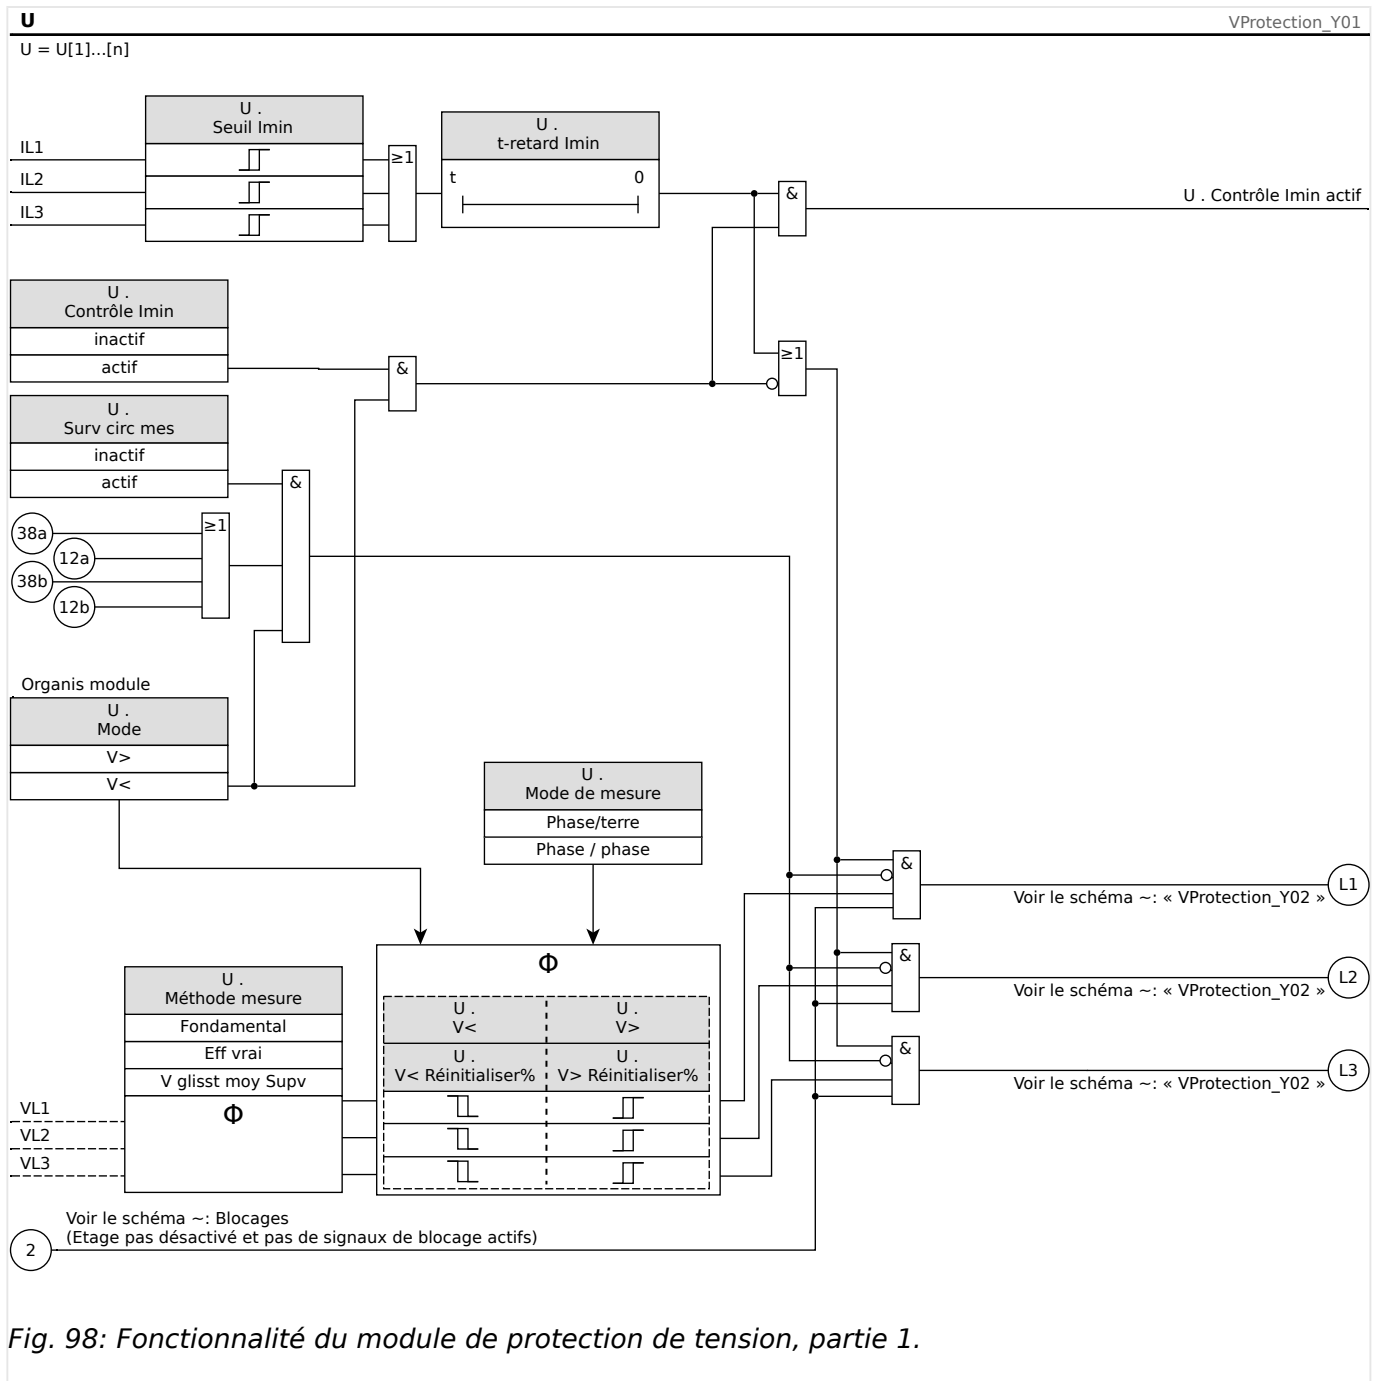 U
VProtection_Y01
U = U[1]...[n]
U .
Seuil Imin
IL1
IL2
IL3
≥1
U .
t-retard Imin
t
0
&
U . Contrôle Imin actif
U .
Contrôle Imin
inactif
actif
&
≥1
U .
Surv circ mes
inactif
actif
&
38a
12a
38b
12b
≥1
Organis module
U .
Mode
V>
V<
U .
Mode de mesure
Phase/terre
Phase / phase
&
L1
Voir le schéma ~: « VProtection_Y02 »
&
L2
Voir le schéma ~: « VProtection_Y02 »
&
L3
Voir le schéma ~: « VProtection_Y02 »
Φ
U .
V<
U .
V>
U .
V< Réinitialiser%
U .
V> Réinitialiser%
U .
Méthode mesure
Fondamental
Eff vrai
V glisst moy Supv
Φ
VL1
VL2
VL3
Voir le schéma ~: Blocages
(Etage pas désactivé et pas de signaux de blocage actifs)
2
Fig. 98: Fonctionnalité du module de protection de tension, partie 1.